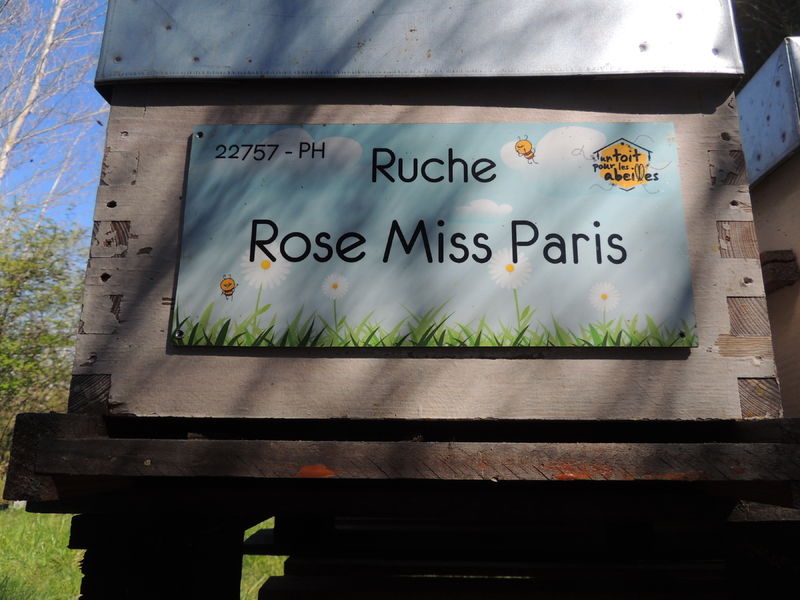 22757 - PH
Ruche
Rose Miss Paris
un toit
pour les
abeilles